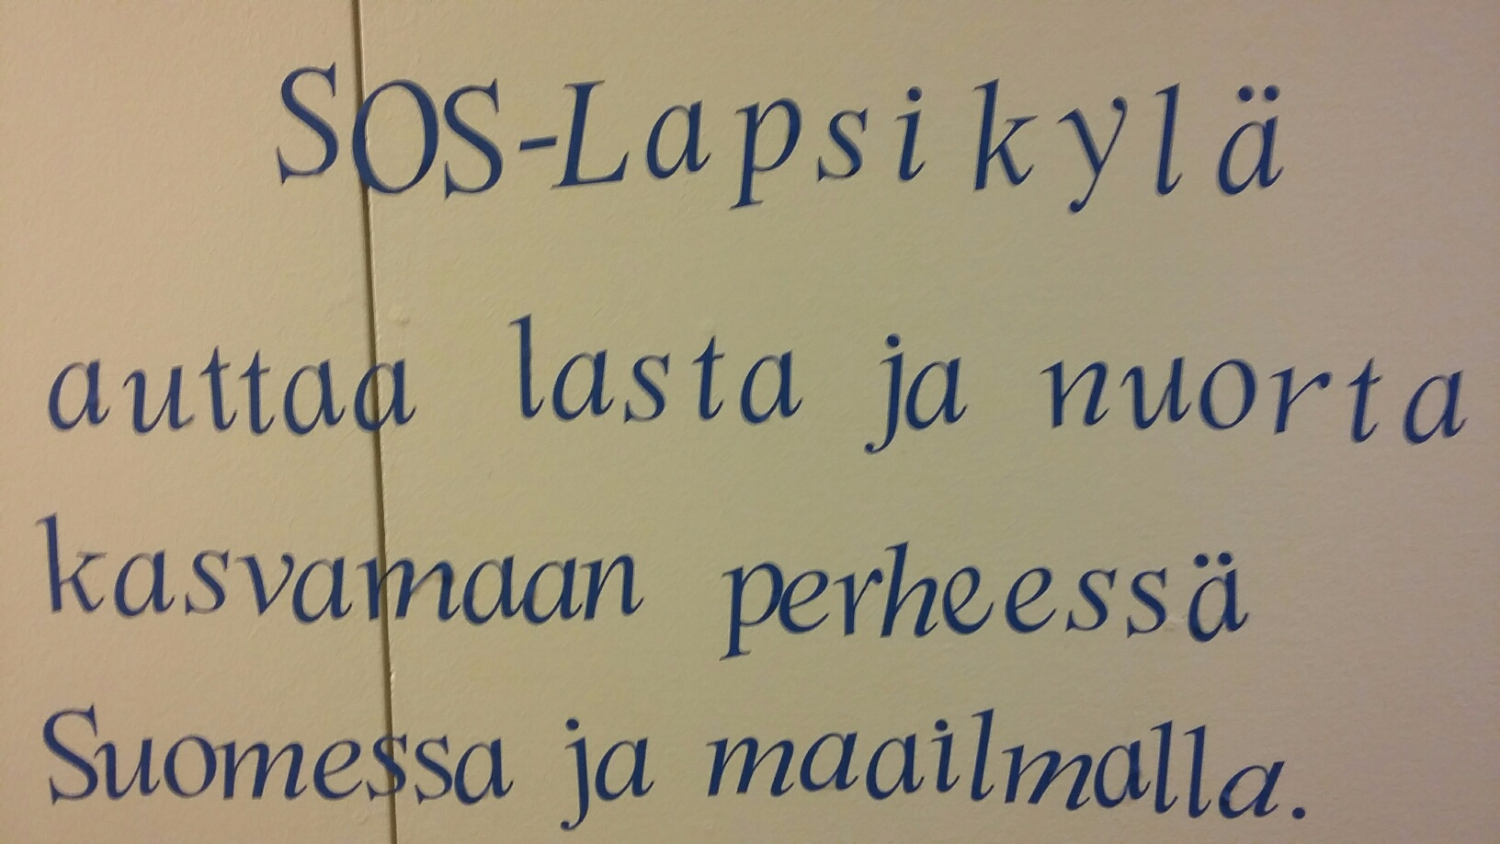 SOS-Lapsikylä
auttaa lasta ja nuorta
kasvamaan perheessä
Suomessa ja maailmalla.